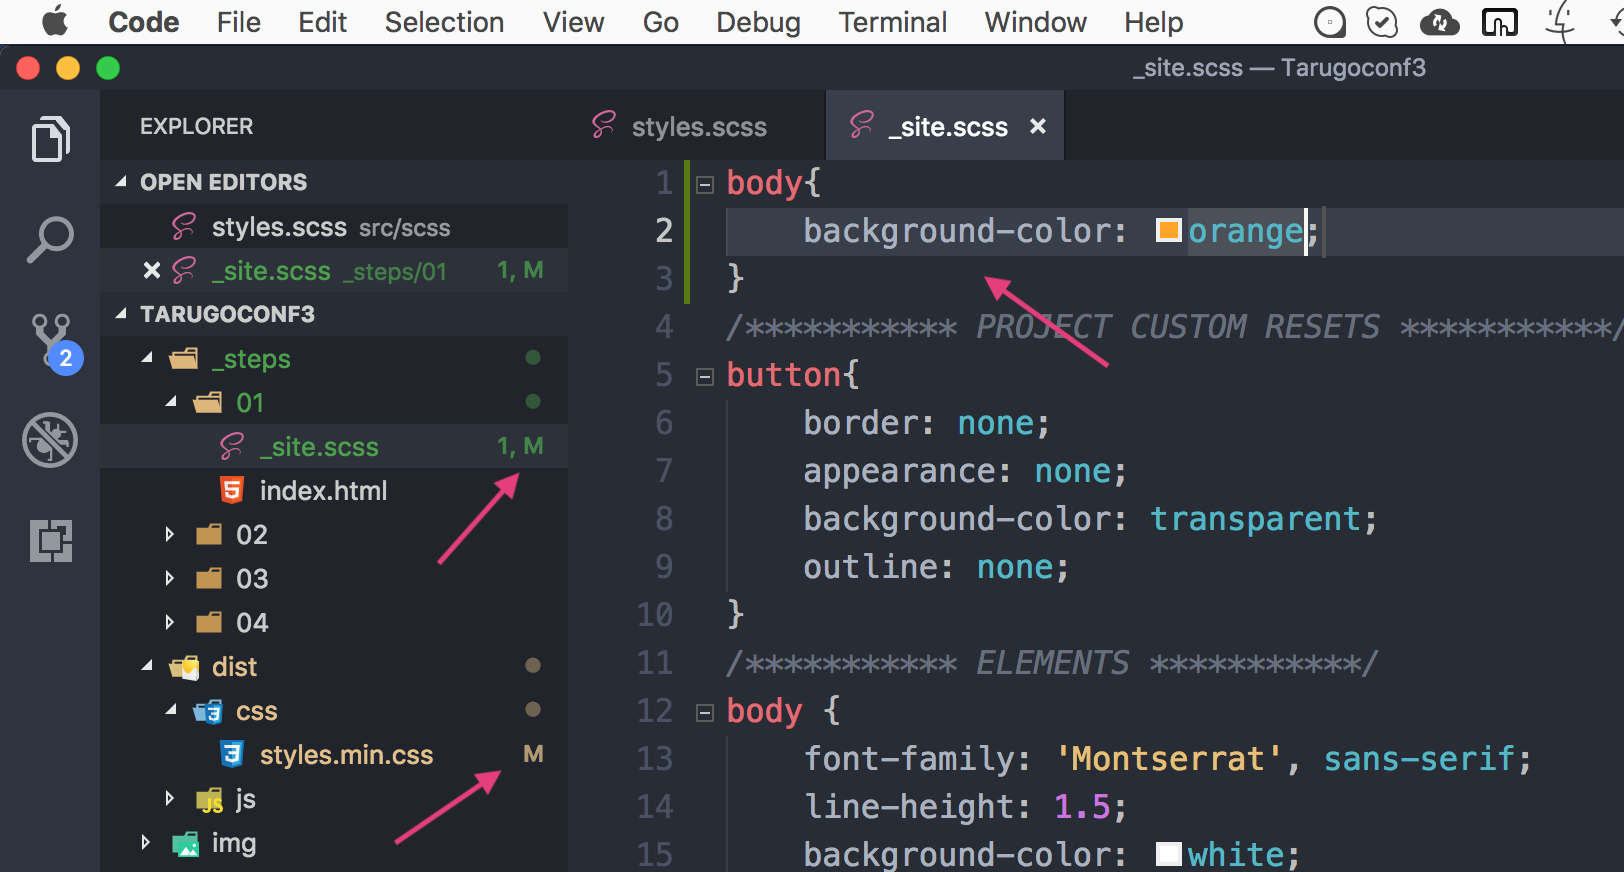 Code File Edit Selection View Go Debug Terminal Window Help
_site.scss — Tarugoconf3
EXPLORER
OPEN EDITORS
styles.scss src/scss
_site.scss _steps/01 1, M
TARUGOCONF3
_steps
01
_site.scss 1, M
index.html
02
03
04
dist
css
styles.min.css M
js
img
2
styles.scss _site.scss
1 body{
2 background-color: orange;
3 }
4 /*********** PROJECT CUSTOM RESETS ***********/
5 button{
6 border: none;
7 appearance: none;
8 background-color: transparent;
9 outline: none;
10 }
11 /*********** ELEMENTS ***********/
12 body {
13 font-family: 'Montserrat', sans-serif;
14 line-height: 1.5;
15 background-color: white;